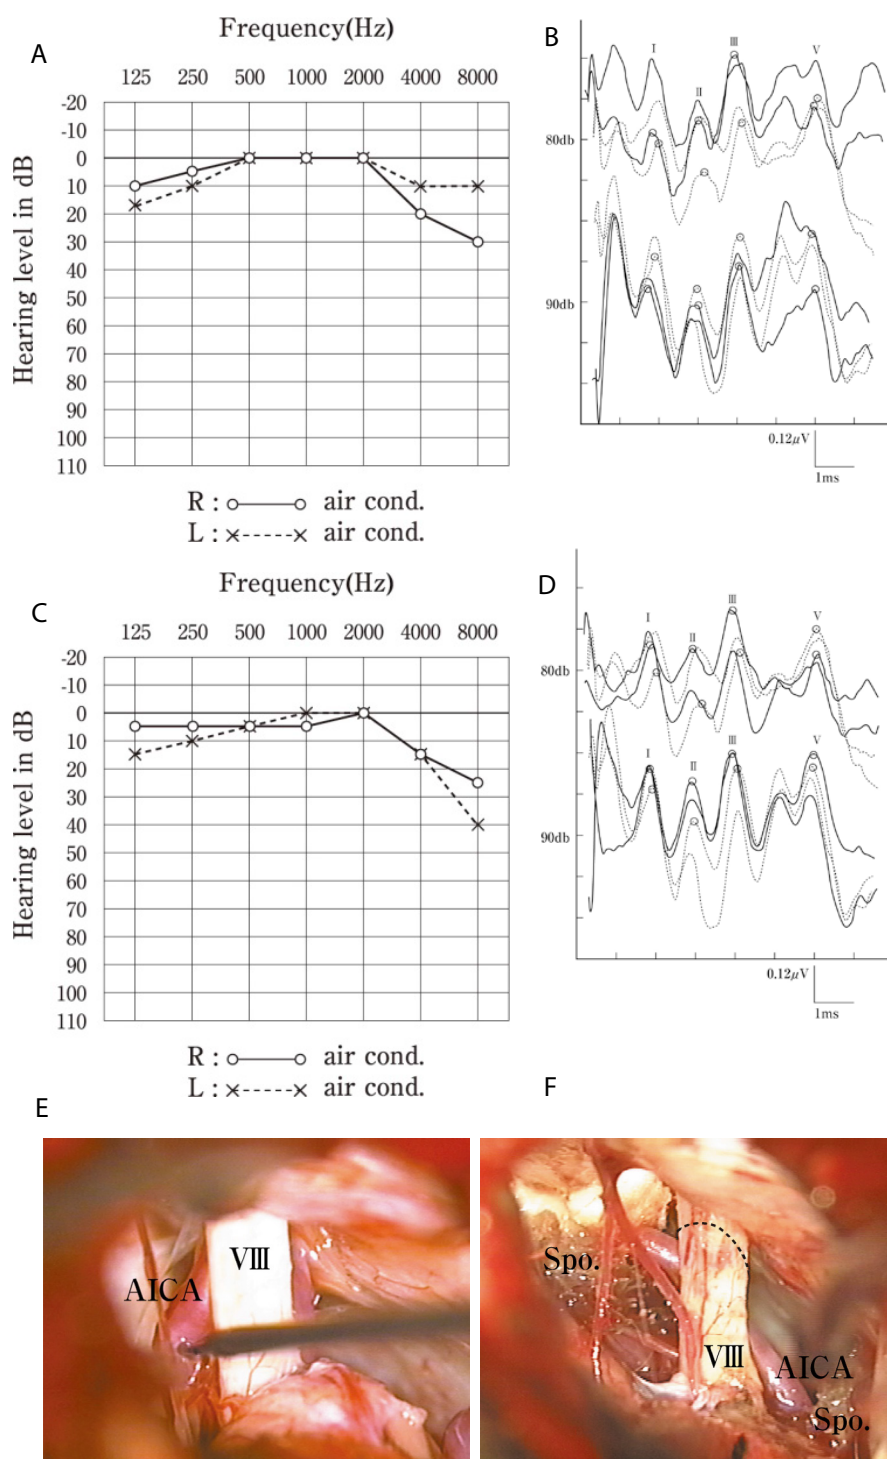 A
Frequency(Hz)
125 250 500 1000 2000 4000 8000
Hearing level in dB
-20
-10
0
10
20
30
40
50
60
70
80
90
100
110
R : air cond.
L : air cond.
B
I
II
III
V
80db
90db
0.12μV
1ms
C
Frequency(Hz)
125 250 500 1000 2000 4000 8000
Hearing level in dB
-20
-10
0
10
20
30
40
50
60
70
80
90
100
110
R : air cond.
L : air cond.
D
I
II
III
V
80db
I
II
III
V
90db
0.12μV
1ms
E
VIII
AICA
F
Spo.
VIII
AICA
Spo.